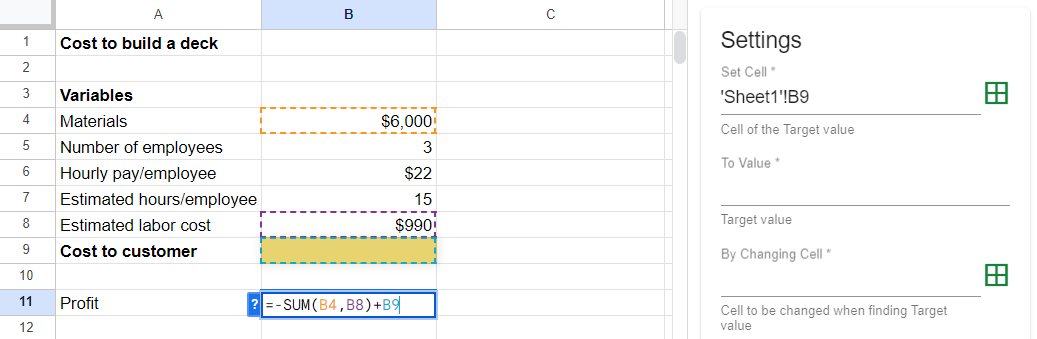 A B C
1 Cost to build a deck
2
3 Variables
4 Materials $6,000
5 Number of employees 3
6 Hourly pay/employee $22
7 Estimated hours/employee 15
8 Estimated labor cost $990
9 Cost to customer
10
11 Profit ? =-SUM(B4,B8)+B9
12
Settings
Set Cell *
'Sheet1'!B9
Cell of the Target value
To Value *
Target value
By Changing Cell *
Cell to be changed when finding Target
value